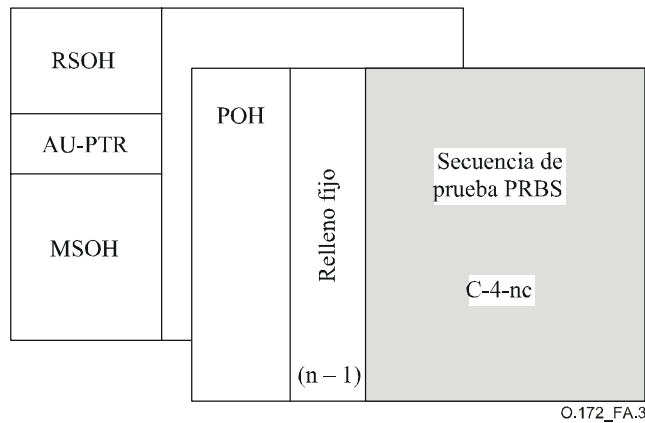 RSOH
AU-PTR
MSOH
POH
Relleno fijo
(n – 1)
Secuencia de
prueba PRBS
C-4-nc
O.172_FA.3